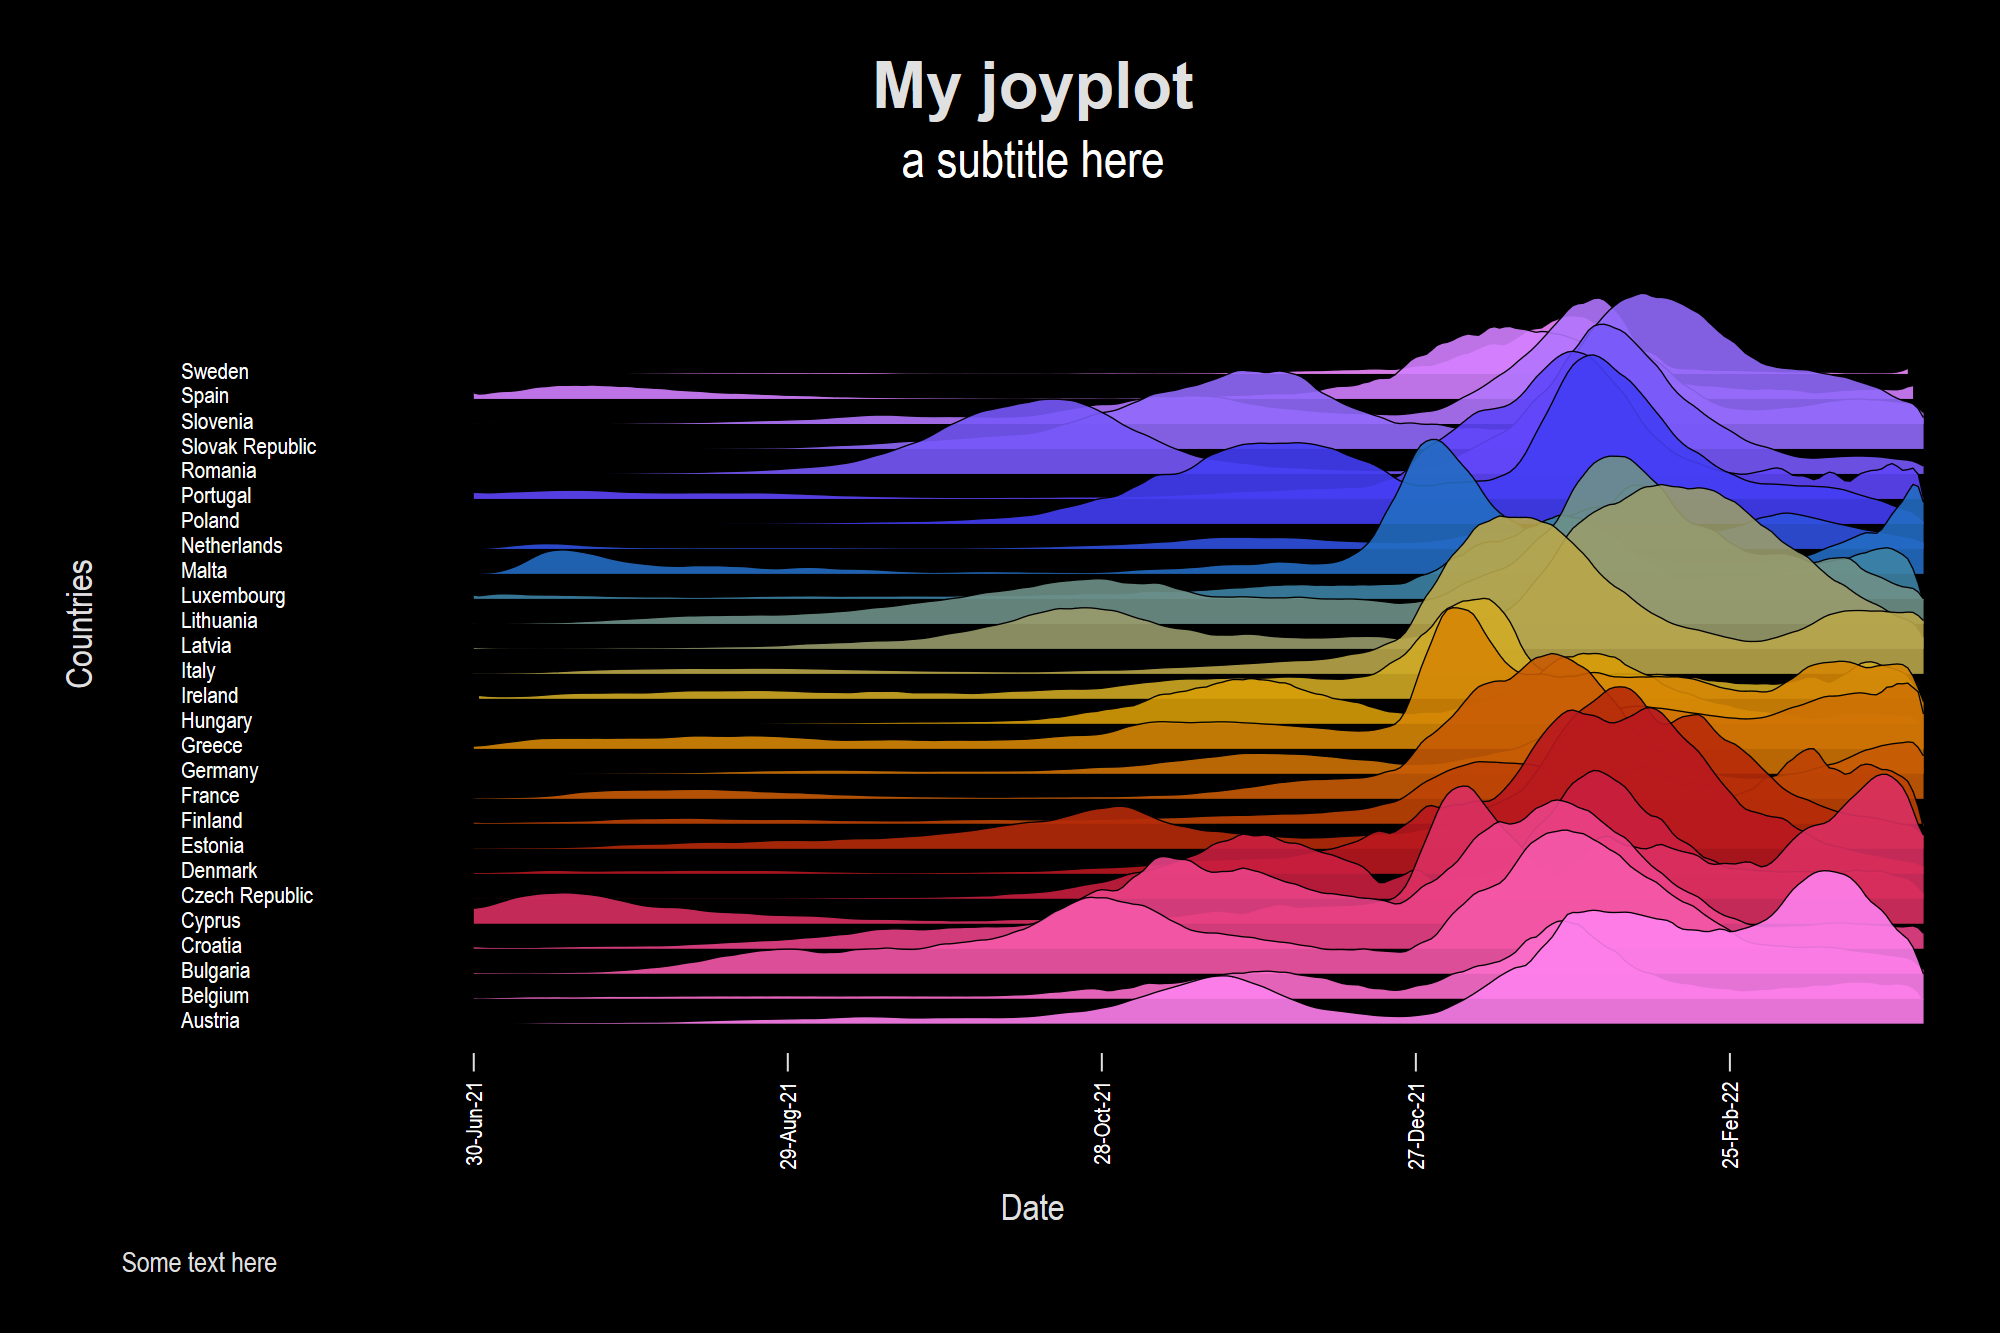 My joyplot
a subtitle here
Countries
Sweden
Spain
Slovenia
Slovak Republic
Romania
Portugal
Poland
Netherlands
Malta
Luxembourg
Lithuania
Latvia
Italy
Ireland
Hungary
Greece
Germany
France
Finland
Estonia
Denmark
Czech Republic
Cyprus
Croatia
Bulgaria
Belgium
Austria
30-Jun-21
29-Aug-21
28-Oct-21
27-Dec-21
25-Feb-22
Date
Some text here